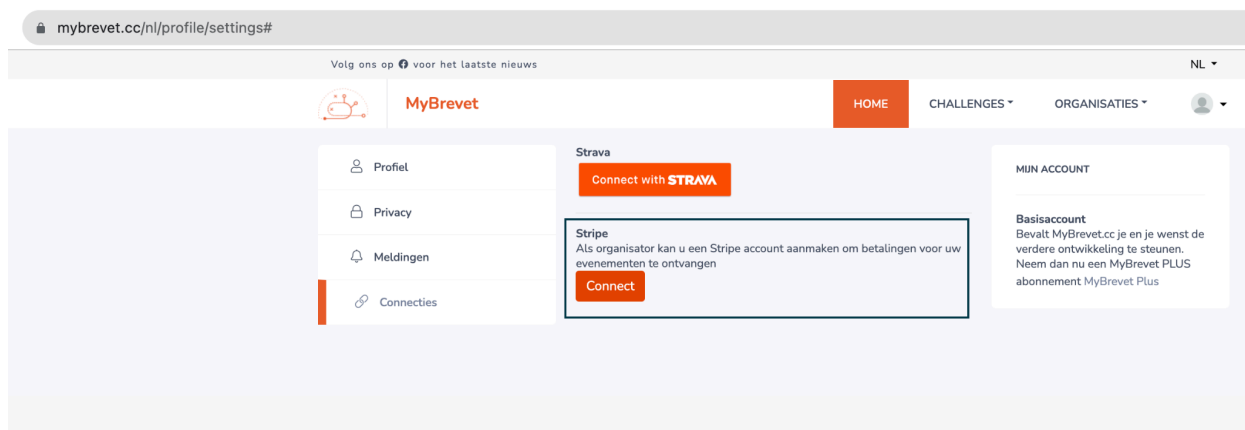 mybrevet.cc/nl/profile/settings#
Volg ons op voor het laatste nieuws
NL
MyBrevet
HOME
CHALLENGES
ORGANISATIES
Profiel
Privacy
Meldingen
Connecties
Strava
Connect with STRAVA
Stripe
Als organisator kan u een Stripe account aanmaken om betalingen voor uw
evenementen te ontvangen
Connect
MIJN ACCOUNT
Basisaccount
Bevalt MyBrevet.cc je en je wenst de
verdere ontwikkeling te steunen.
Neem dan nu een MyBrevet PLUS
abonnement MyBrevet Plus